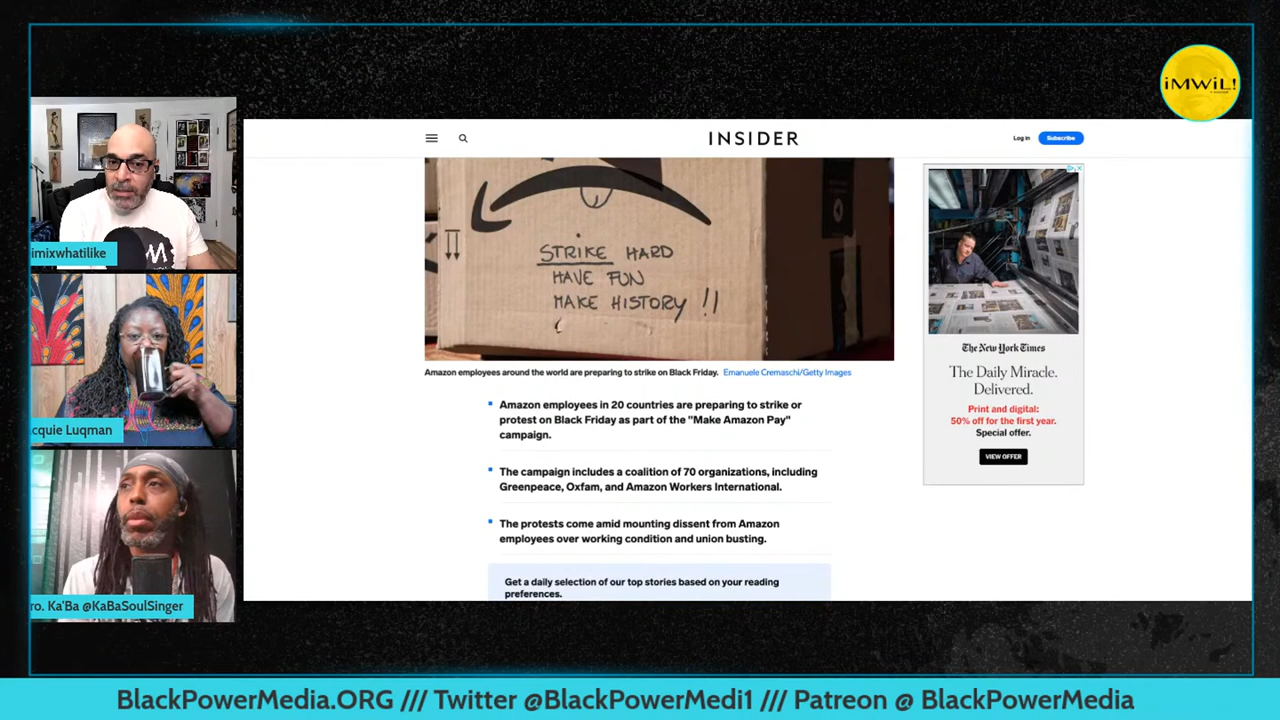 iMWiL!
imixwhatilike
cquie Luqman
ro. Ka'Ba @KaBaSoulSinger
INSIDER
Log in
Subscribe
STRIKE HARD
HAVE FUN
MAKE HISTORY !!
Amazon employees around the world are preparing to strike on Black Friday. Emanuele Cremaschi/Getty Images
Amazon employees in 20 countries are preparing to strike or
protest on Black Friday as part of the "Make Amazon Pay"
campaign.
The campaign includes a coalition of 70 organizations, including
Greenpeace, Oxfam, and Amazon Workers International.
The protests come amid mounting dissent from Amazon
employees over working condition and union busting.
Get a daily selection of our top stories based on your reading
preferences.
The New York Times
The Daily Miracle.
Delivered.
Print and digital:
50% off for the first year.
Special offer.
VIEW OFFER
BlackPowerMedia.ORG /// Twitter @BlackPowerMedi1 /// Patreon @ BlackPowerMedia